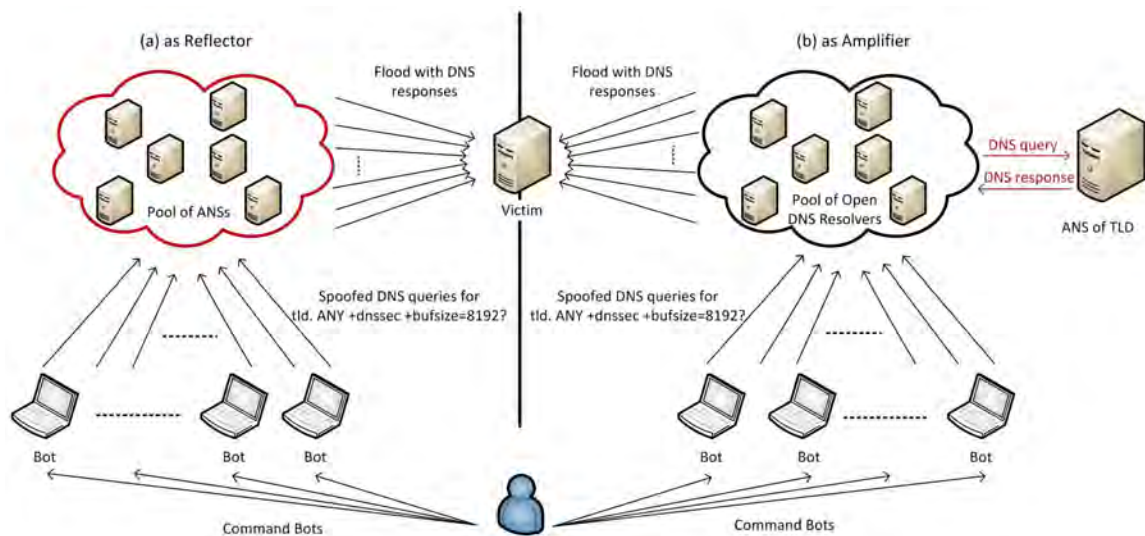 (a) as Reflector
(b) as Amplifier
Flood with DNS
responses
Flood with DNS
responses
DNS query
DNS response
Pool of ANSs
Victim
Pool of Open
DNS Resolvers
ANS of TLD
Spoofed DNS queries for
tld. ANY +dnssec +bufsize=8192?
Spoofed DNS queries for
tld. ANY +dnssec +bufsize=8192?
Bot
Bot
Bot
Bot
Bot
Bot
Command Bots
Command Bots